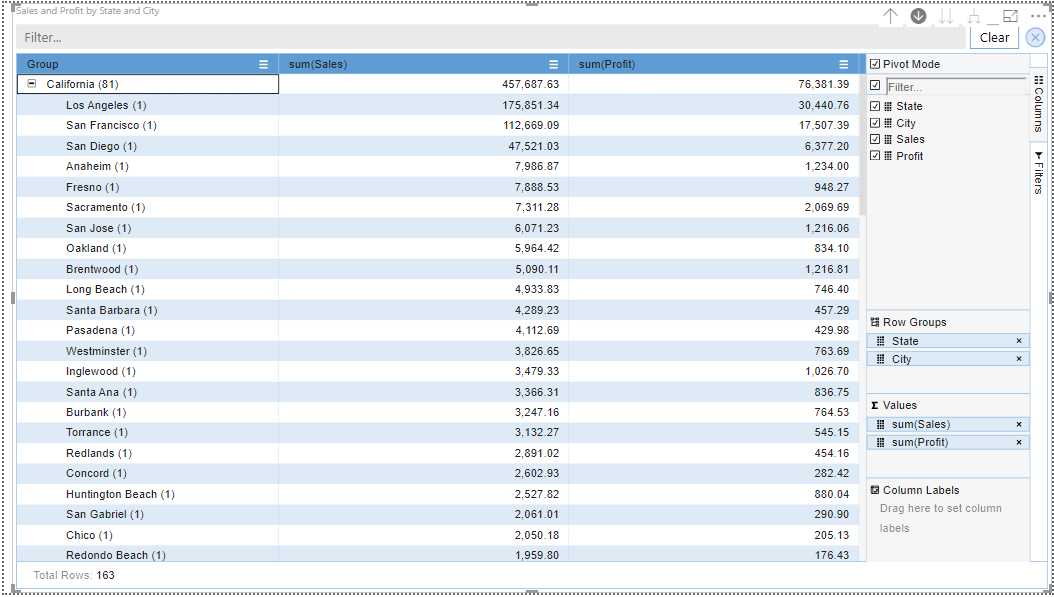 Sales and Profit by State and City
Filter...
Clear
Group sum(Sales) sum(Profit)
California (81) 457,687.63 76,381.39
Los Angeles (1) 175,851.34 30,440.76
San Francisco (1) 112,669.09 17,507.39
San Diego (1) 47,521.03 6,377.20
Anaheim (1) 7,986.87 1,234.00
Fresno (1) 7,888.53 948.27
Sacramento (1) 7,311.28 2,069.69
San Jose (1) 6,071.23 1,216.06
Oakland (1) 5,964.42 834.10
Brentwood (1) 5,090.11 1,216.81
Long Beach (1) 4,933.83 746.40
Santa Barbara (1) 4,289.23 457.29
Pasadena (1) 4,112.69 429.98
Westminster (1) 3,826.65 763.69
Inglewood (1) 3,479.33 1,026.70
Santa Ana (1) 3,366.31 836.75
Burbank (1) 3,247.16 764.53
Torrance (1) 3,132.27 545.15
Redlands (1) 2,891.02 454.16
Concord (1) 2,602.93 282.42
Huntington Beach (1) 2,527.82 880.04
San Gabriel (1) 2,061.01 290.90
Chico (1) 2,050.18 205.13
Redondo Beach (1) 1,959.80 176.43
Total Rows: 163
Pivot Mode
Filter...
State
City
Sales
Profit
Row Groups
State
City
Values
sum(Sales)
sum(Profit)
Column Labels
Drag here to set column
labels
Columns
Filters